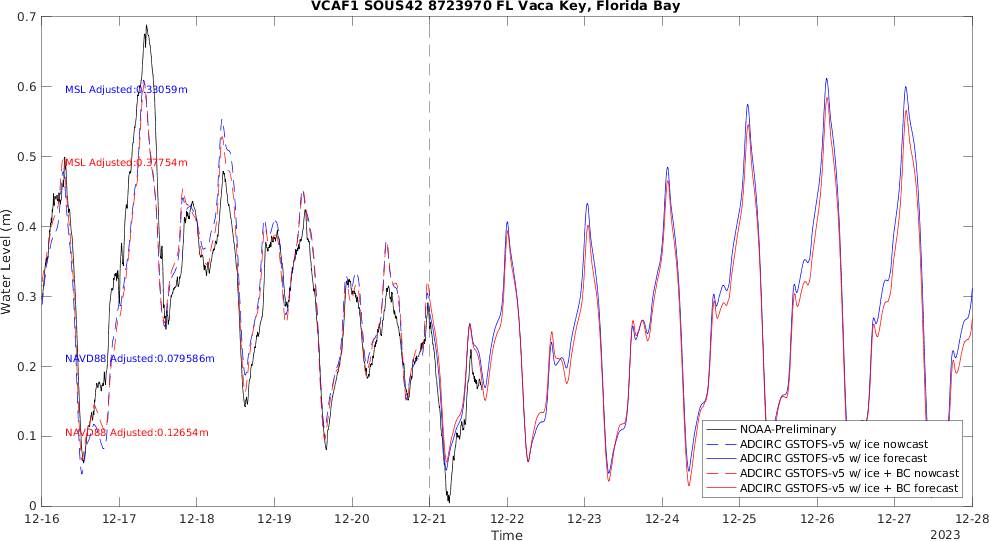 VCAF1 SOUS42 8723970 FL Vaca Key, Florida Bay
0.7
0.6
0.5
0.4
0.3
0.2
0.1
0
Water Level (m)
MSL Adjusted:0.33059m
MSL Adjusted:0.37754m
NAVD88 Adjusted:0.079586m
NAVD88 Adjusted:0.12654m
NOAA-Preliminary
ADCIRC GSTOFS-v5 w/ ice nowcast
ADCIRC GSTOFS-v5 w/ ice forecast
ADCIRC GSTOFS-v5 w/ ice + BC nowcast
ADCIRC GSTOFS-v5 w/ ice + BC forecast
12-16 12-17 12-18 12-19 12-20 12-21 12-22 12-23 12-24 12-25 12-26 12-27 12-28
Time
2023